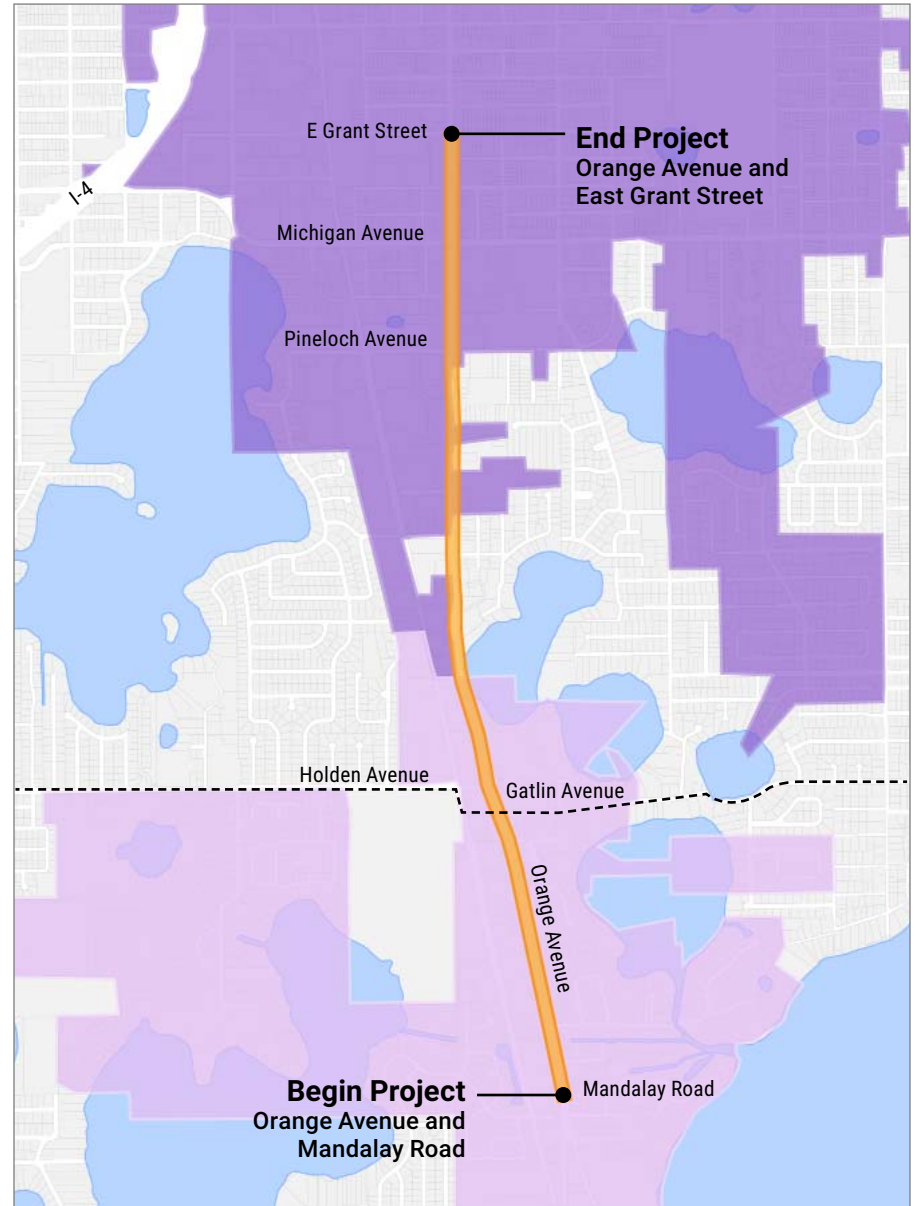 E Grant Street
End Project
Orange Avenue and
East Grant Street
I-4
Michigan Avenue
Pineloch Avenue
Holden Avenue
Gatlin Avenue
Orange Avenue
Begin Project
Orange Avenue and
Mandalay Road
Mandalay Road